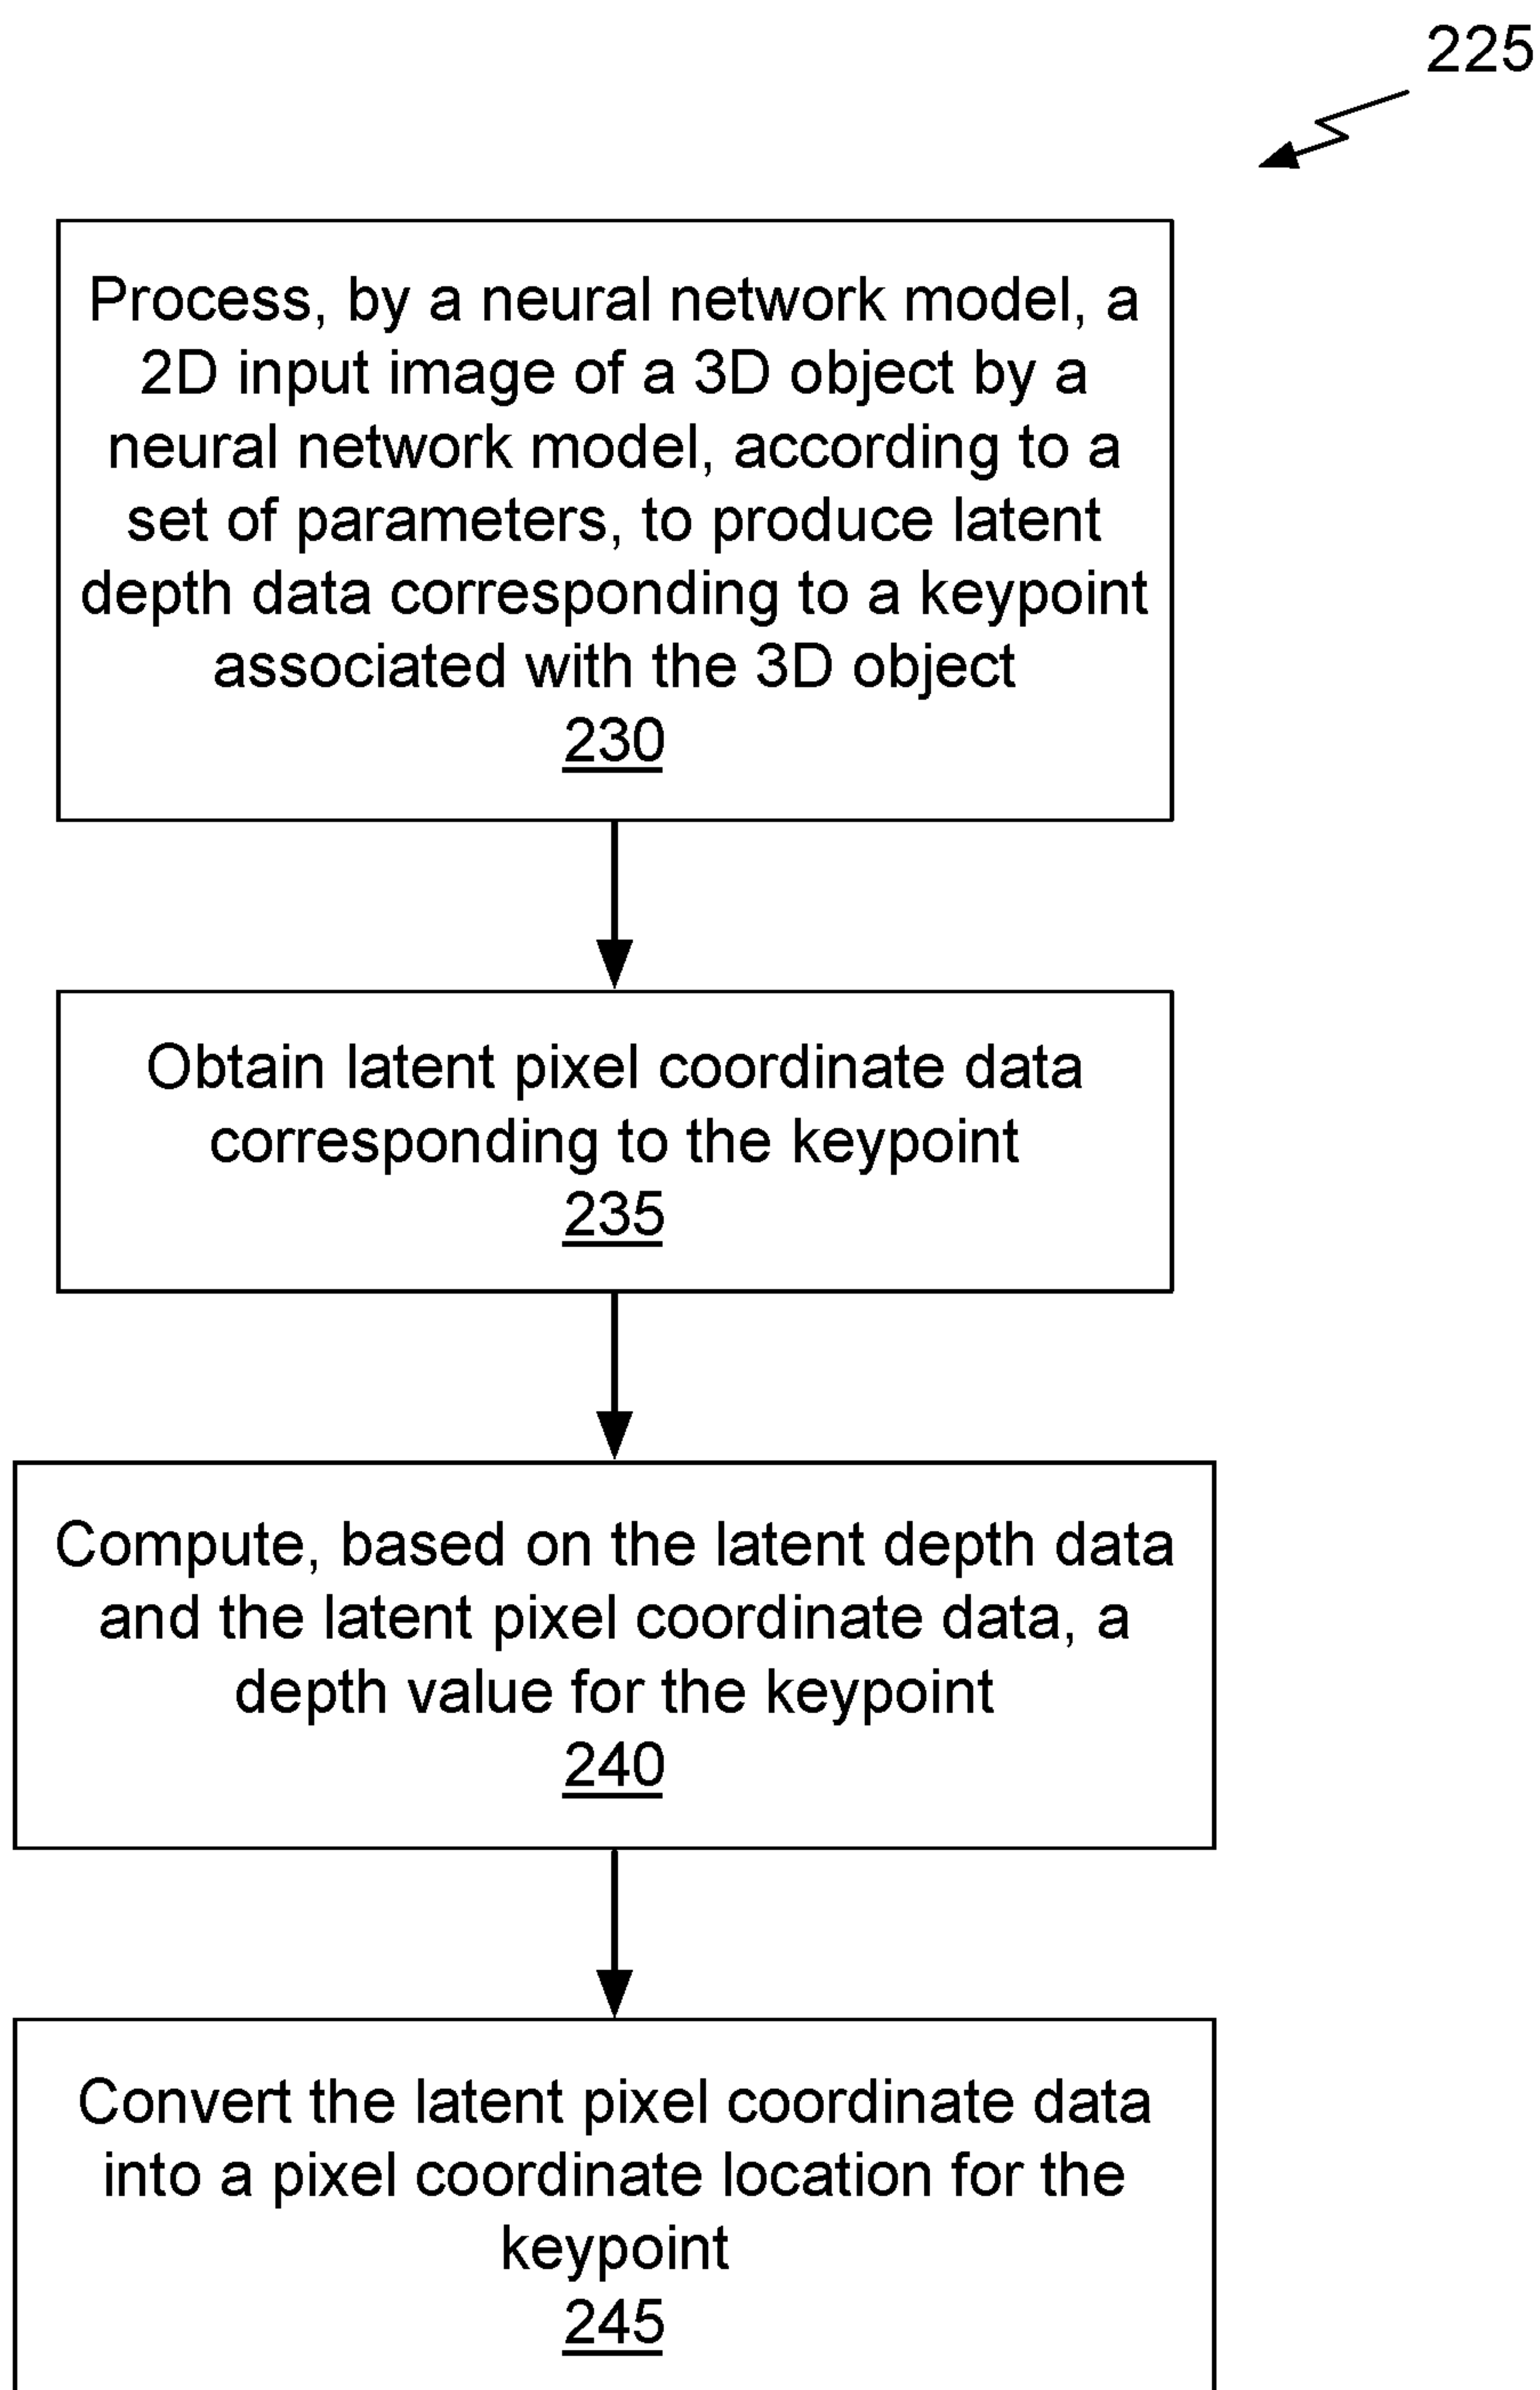 225
Process, by a neural network model, a
2D input image of a 3D object by a
neural network model, according to a
set of parameters, to produce latent
depth data corresponding to a keypoint
associated with the 3D object
230
Obtain latent pixel coordinate data
corresponding to the keypoint
235
Compute, based on the latent depth data
and the latent pixel coordinate data, a
depth value for the keypoint
240
Convert the latent pixel coordinate data
into a pixel coordinate location for the
keypoint
245